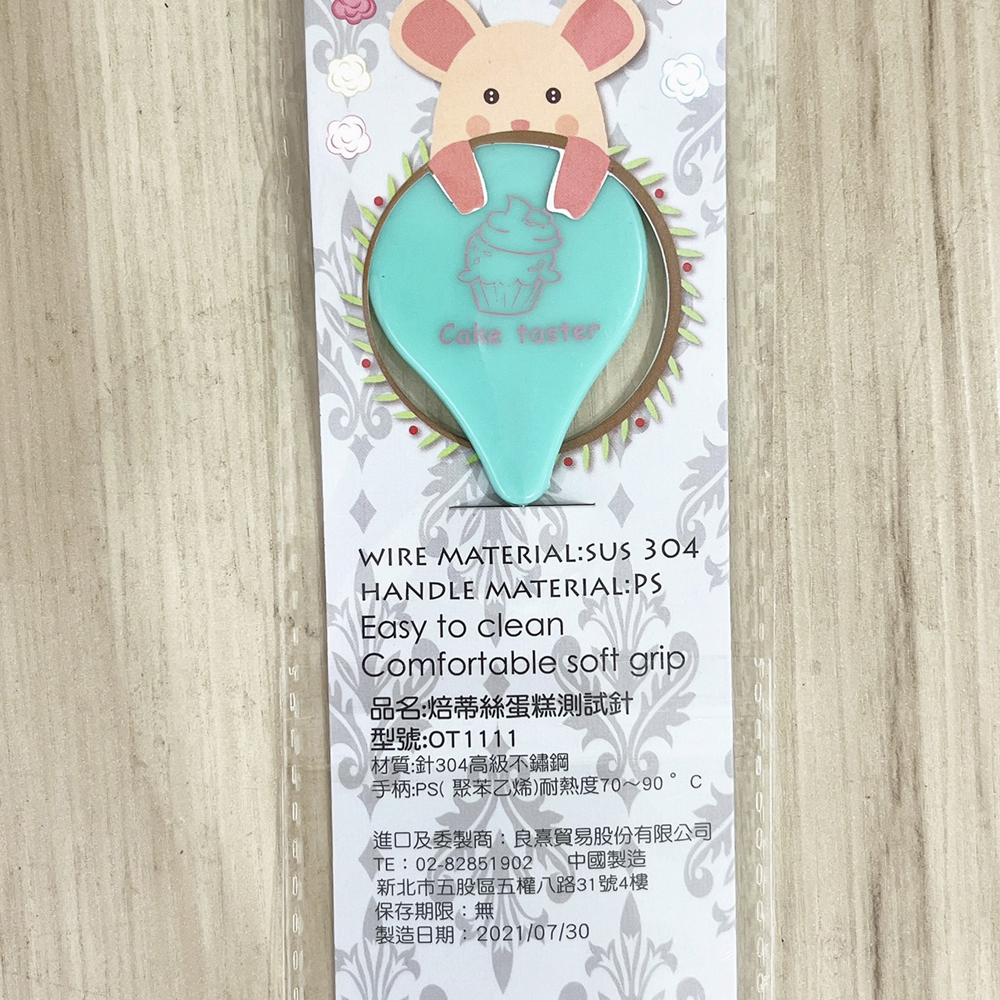 Cake taster
WIRE MATERIAL:SUS 304
HANDLE MATERIAL:PS
Easy to clean
Comfortable soft grip
品名:焙蒂絲蛋糕測試針
型號:OT1111
材質:針304高級不鏽鋼
手柄:PS( 聚苯乙烯)耐熱度70～90 ° C
進口及委製商：良熹貿易股份有限公司
TE：02-82851902 中國製造
新北市五股區五權八路31號4樓
保存期限：無
製造日期：2021/07/30